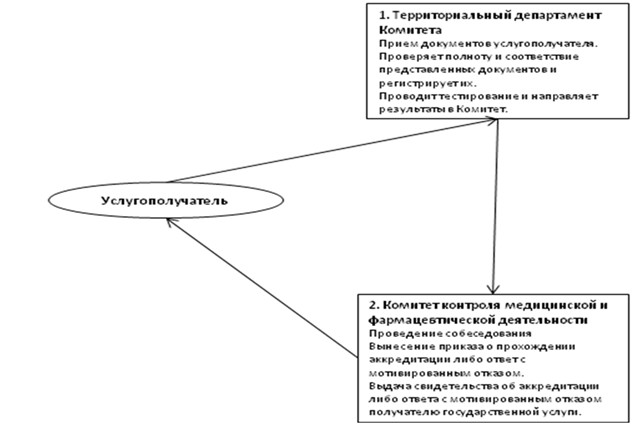 1. Территориальный департамент
Комитета
Прием документов услугополучателя.
Проверяет полноту и соответствие
представленных документов и
регистрирует их.
Проводит тестирование и направляет
результаты в Комитет.
Услугополучатель
2. Комитет контроля медицинской и
фармацевтической деятельности
Проведение собеседования
Вынесение приказа о прохождении
аккредитации либо ответ с
мотивированным отказом.
Выдача свидетельства об аккредитации
либо ответа с мотивированным отказом
получателю государственной услуги.